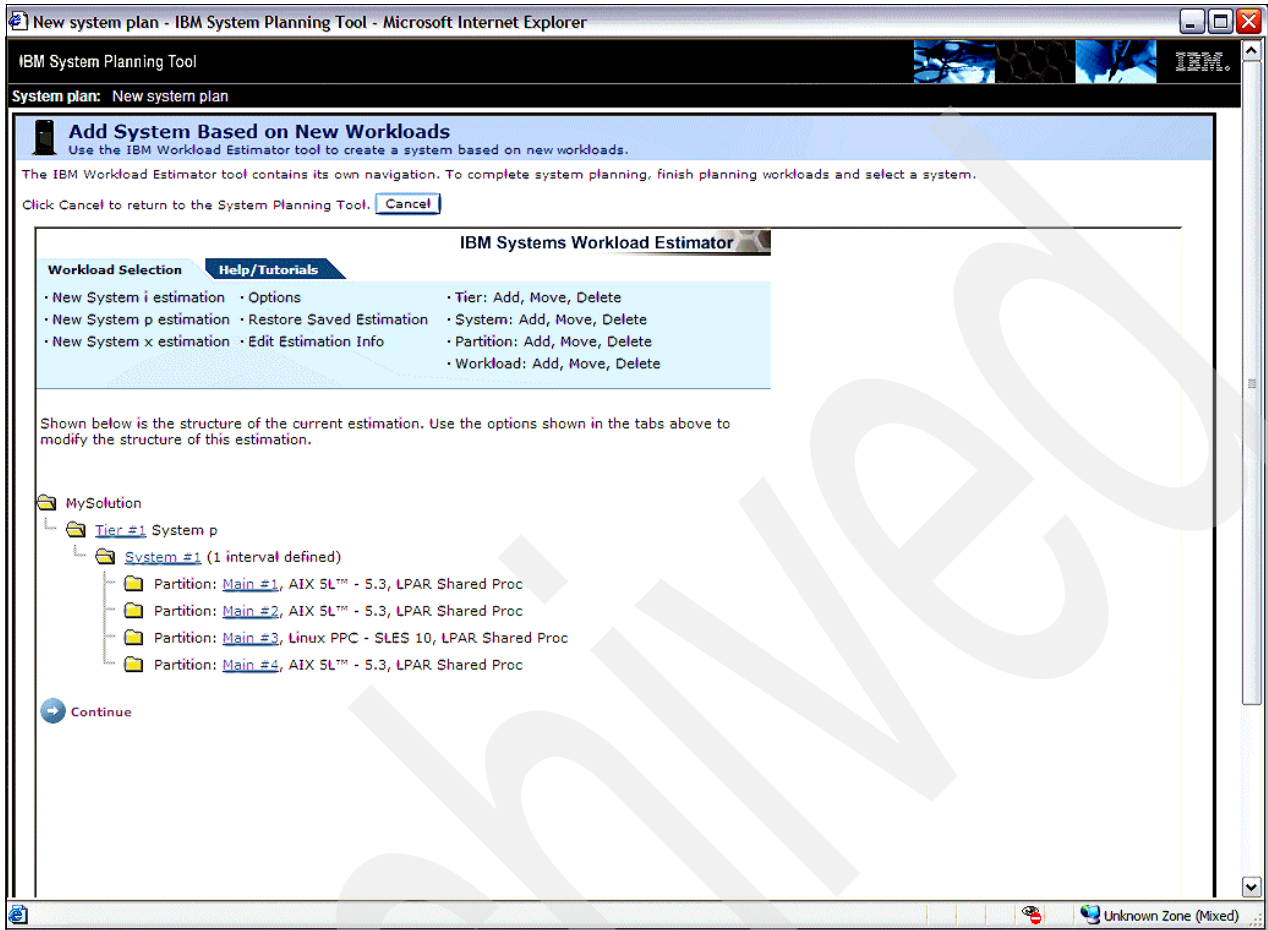 New system plan - IBM System Planning Tool - Microsoft Internet Explorer
IBM System Planning Tool
IBM.
System plan: New system plan
Add System Based on New Workloads
Use the IBM Workload Estimator tool to create a system based on new workloads.
The IBM Workload Estimator tool contains its own navigation. To complete system planning, finish planning workloads and select a system.
Click Cancel to return to the System Planning Tool. Cancel
IBM Systems Workload Estimator
Workload Selection Help/Tutorials
· New System i estimation · Options · Tier: Add, Move, Delete
· New System p estimation · Restore Saved Estimation · System: Add, Move, Delete
· New System x estimation · Edit Estimation Info · Partition: Add, Move, Delete
· Workload: Add, Move, Delete
Shown below is the structure of the current estimation. Use the options shown in the tabs above to
modify the structure of this estimation.
MySolution
Tier #1 System p
System #1 (1 interval defined)
Partition: Main #1, AIX 5L™ - 5.3, LPAR Shared Proc
Partition: Main #2, AIX 5L™ - 5.3, LPAR Shared Proc
Partition: Main #3, Linux PPC - SLES 10, LPAR Shared Proc
Partition: Main #4, AIX 5L™ - 5.3, LPAR Shared Proc
Continue
Unknown Zone (Mixed)
hived